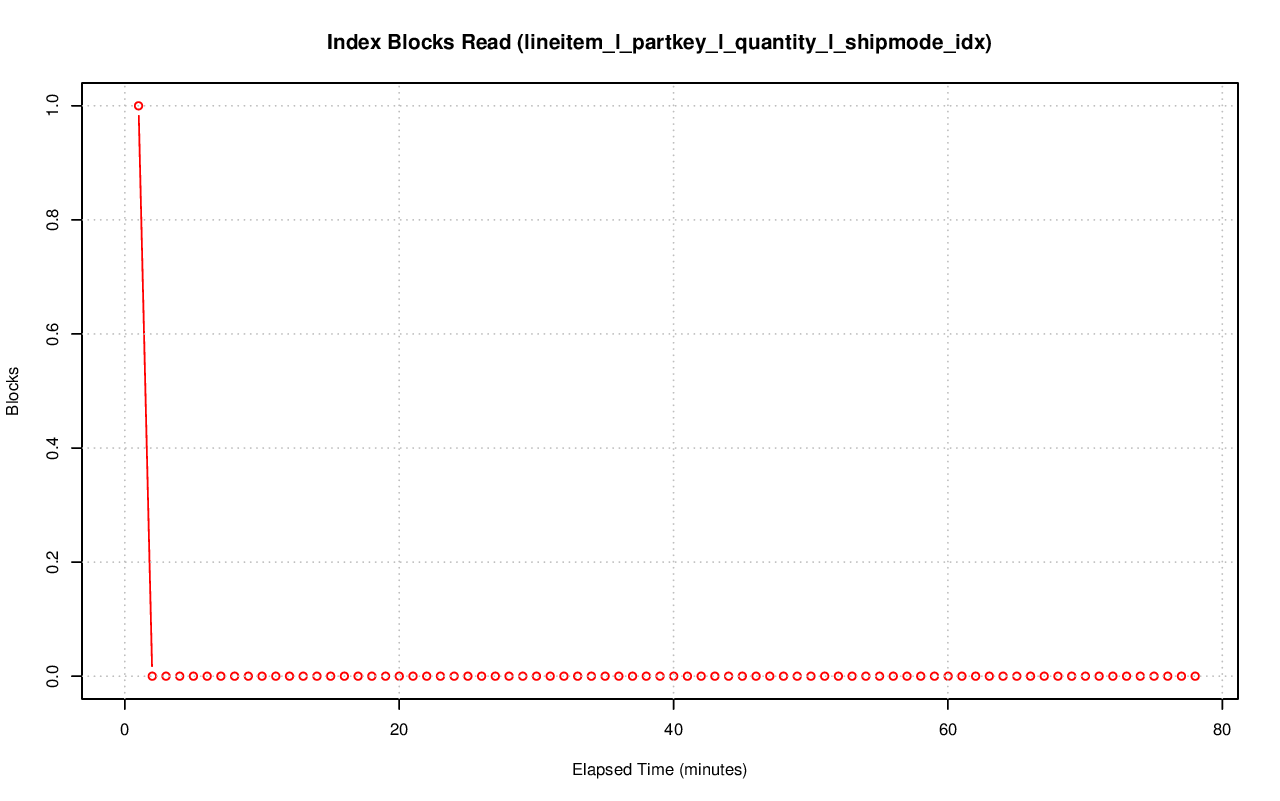 Index Blocks Read (lineitem_l_partkey_l_quantity_l_shipmode_idx)
1.0
0.8
0.6
0.4
0.2
0.0
Blocks
0 20 40 60 80
Elapsed Time (minutes)